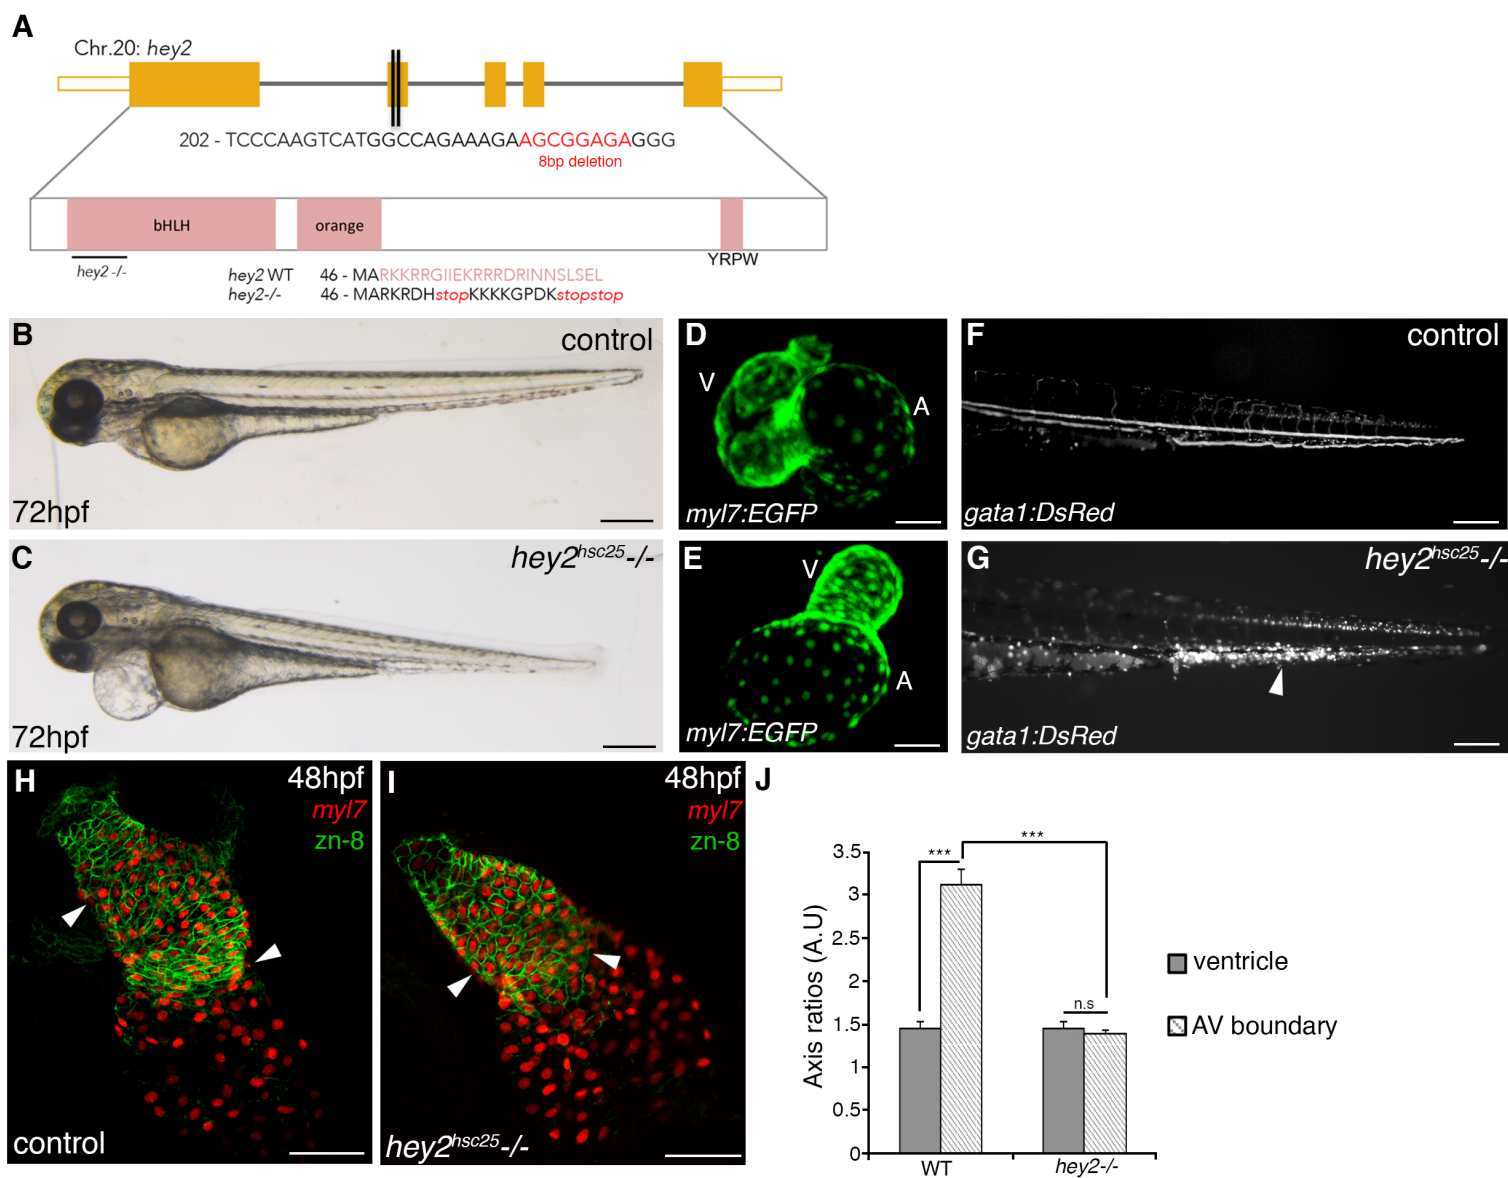 A
Chr.20: hey2
202 - TCCCAAGTCATGGCCAGAAAGAAGCGGAGAGGG
8bp deletion
bHLH
orange
YRPW
hey2 -/-
hey2 WT 46 - MARKKRRGIIEKRRRDRINNSLSEL
hey2-/- 46 - MARKRDHstopKKKKGPDKstopstop
B
control
72hpf
C
hey2hsc25-/-
72hpf
D
V
A
myl7:EGFP
E
V
A
myl7:EGFP
F
control
gata1:DsRed
G
hey2hsc25-/-
gata1:DsRed
H
48hpf
myl7
zn-8
control
I
48hpf
myl7
zn-8
hey2hsc25-/-
J
Axis ratios (A.U)
3.5
3
2.5
2
1.5
1
0.5
0
***
***
n.s
WT
hey2-/-
ventricle
AV boundary